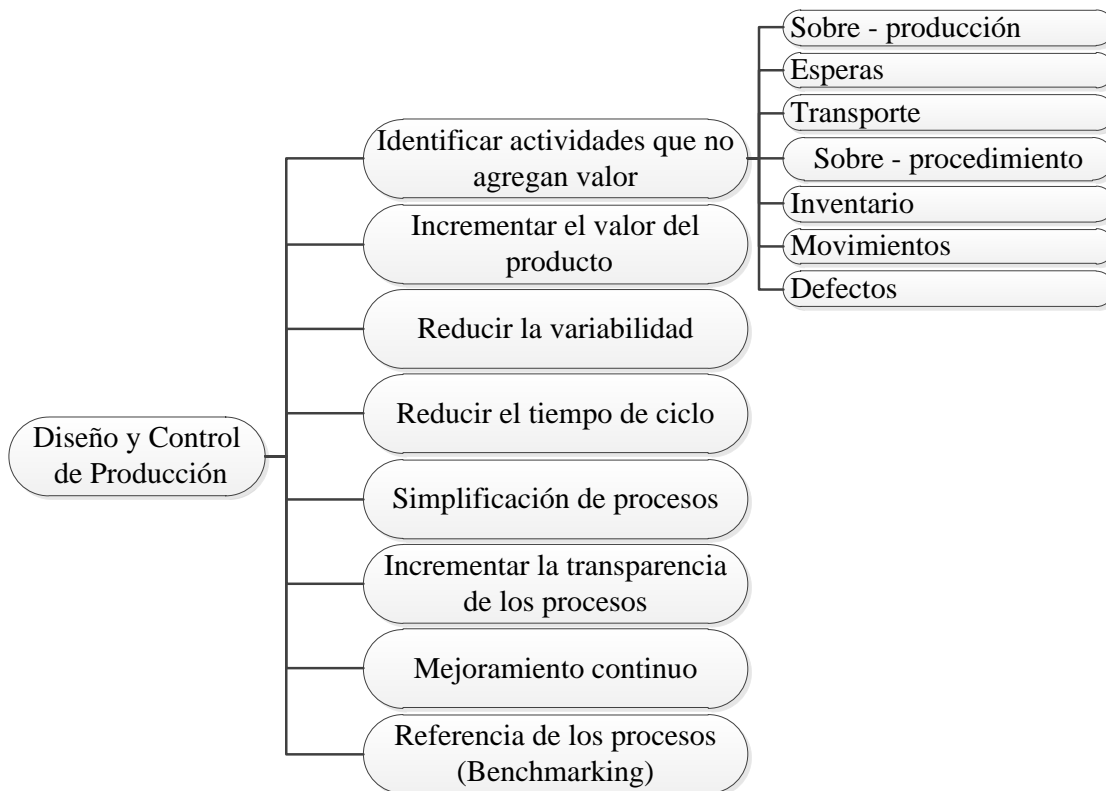 Sobre - producción
Esperas
Transporte
Sobre - procedimiento
Inventario
Movimientos
Defectos
Identificar actividades que no
agregan valor
Incrementar el valor del
producto
Reducir la variabilidad
Reducir el tiempo de ciclo
Simplificación de procesos
Incrementar la transparencia
de los procesos
Mejoramiento continuo
Referencia de los procesos
(Benchmarking)
Diseño y Control
de Producción